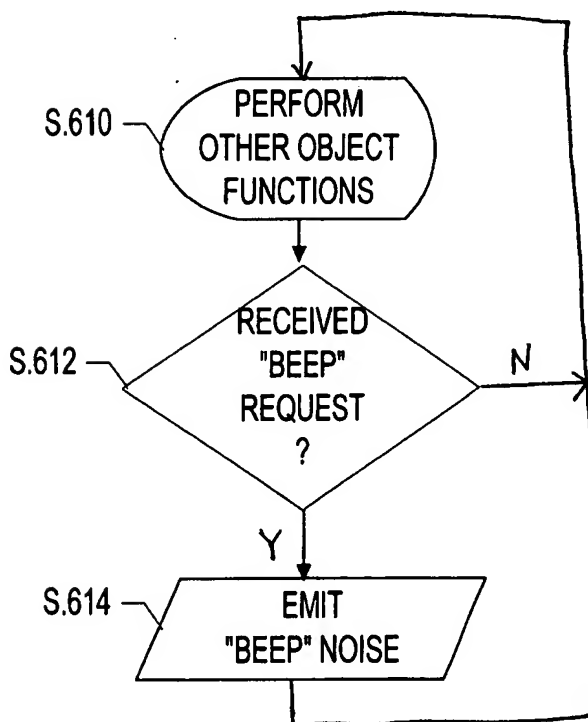 S.610
PERFORM
OTHER OBJECT
FUNCTIONS
S.612
RECEIVED
"BEEP"
REQUEST
?
N
Y
S.614
EMIT
"BEEP" NOISE